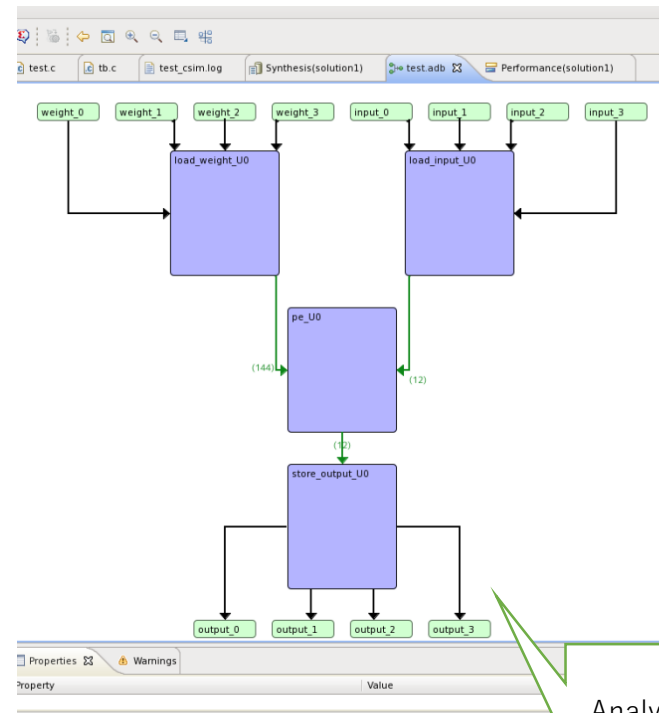 test.c tb.c test_csim.log Synthesis(solution1) test.adb Performance(solution1)
weight_0 weight_1 weight_2 weight_3 input_0 input_1 input_2 input_3
load_weight_U0 load_input_U0
pe_U0
(144) (12)
(12)
store_output_U0
output_0 output_1 output_2 output_3
Properties Warnings
Property Value